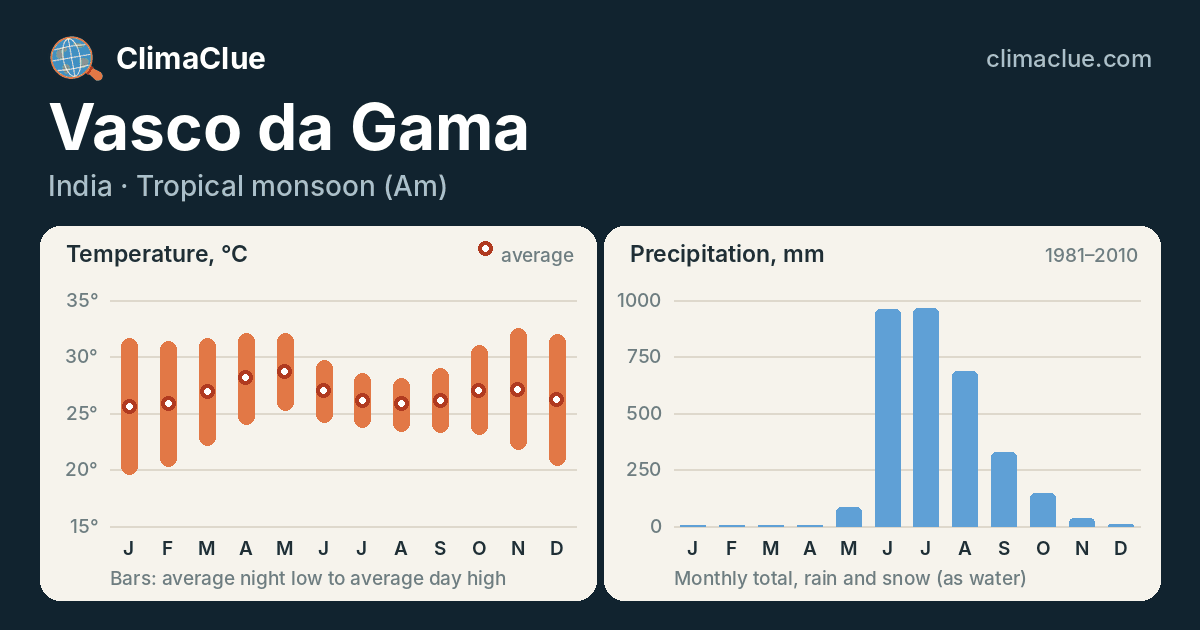 ClimaClue
climaclue.com
Vasco da Gama
India · Tropical monsoon (Am)
Temperature, °C
average
35°
30°
25°
20°
15°
J F M A M J J A S O N D
Bars: average night low to average day high
Precipitation, mm
1981–2010
1000
750
500
250
0
J F M A M J J A S O N D
Monthly total, rain and snow (as water)